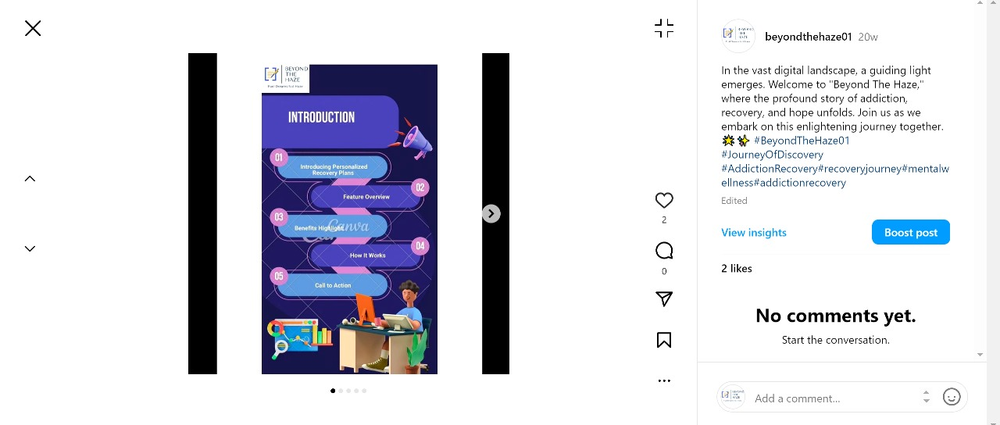 BEYOND
THE
HAZE
INTRODUCTION
01
Introducing Personalized
Recovery Plans
02
Feature Overview
03
Benefits Highlight
Canva
04
How It Works
05
Call to Action
2
0
beyondthehaze01 20w
In the vast digital landscape, a guiding light
emerges. Welcome to "Beyond The Haze,"
where the profound story of addiction,
recovery, and hope unfolds. Join us as we
embark on this enlightening journey together.
💥✨ #BeyondTheHaze01
#JourneyOfDiscovery
#AddictionRecovery#recoveryjourney#mentalw
ellness#addictionrecovery
Edited
View insights
Boost post
2 likes
No comments yet.
Start the conversation.
Add a comment...